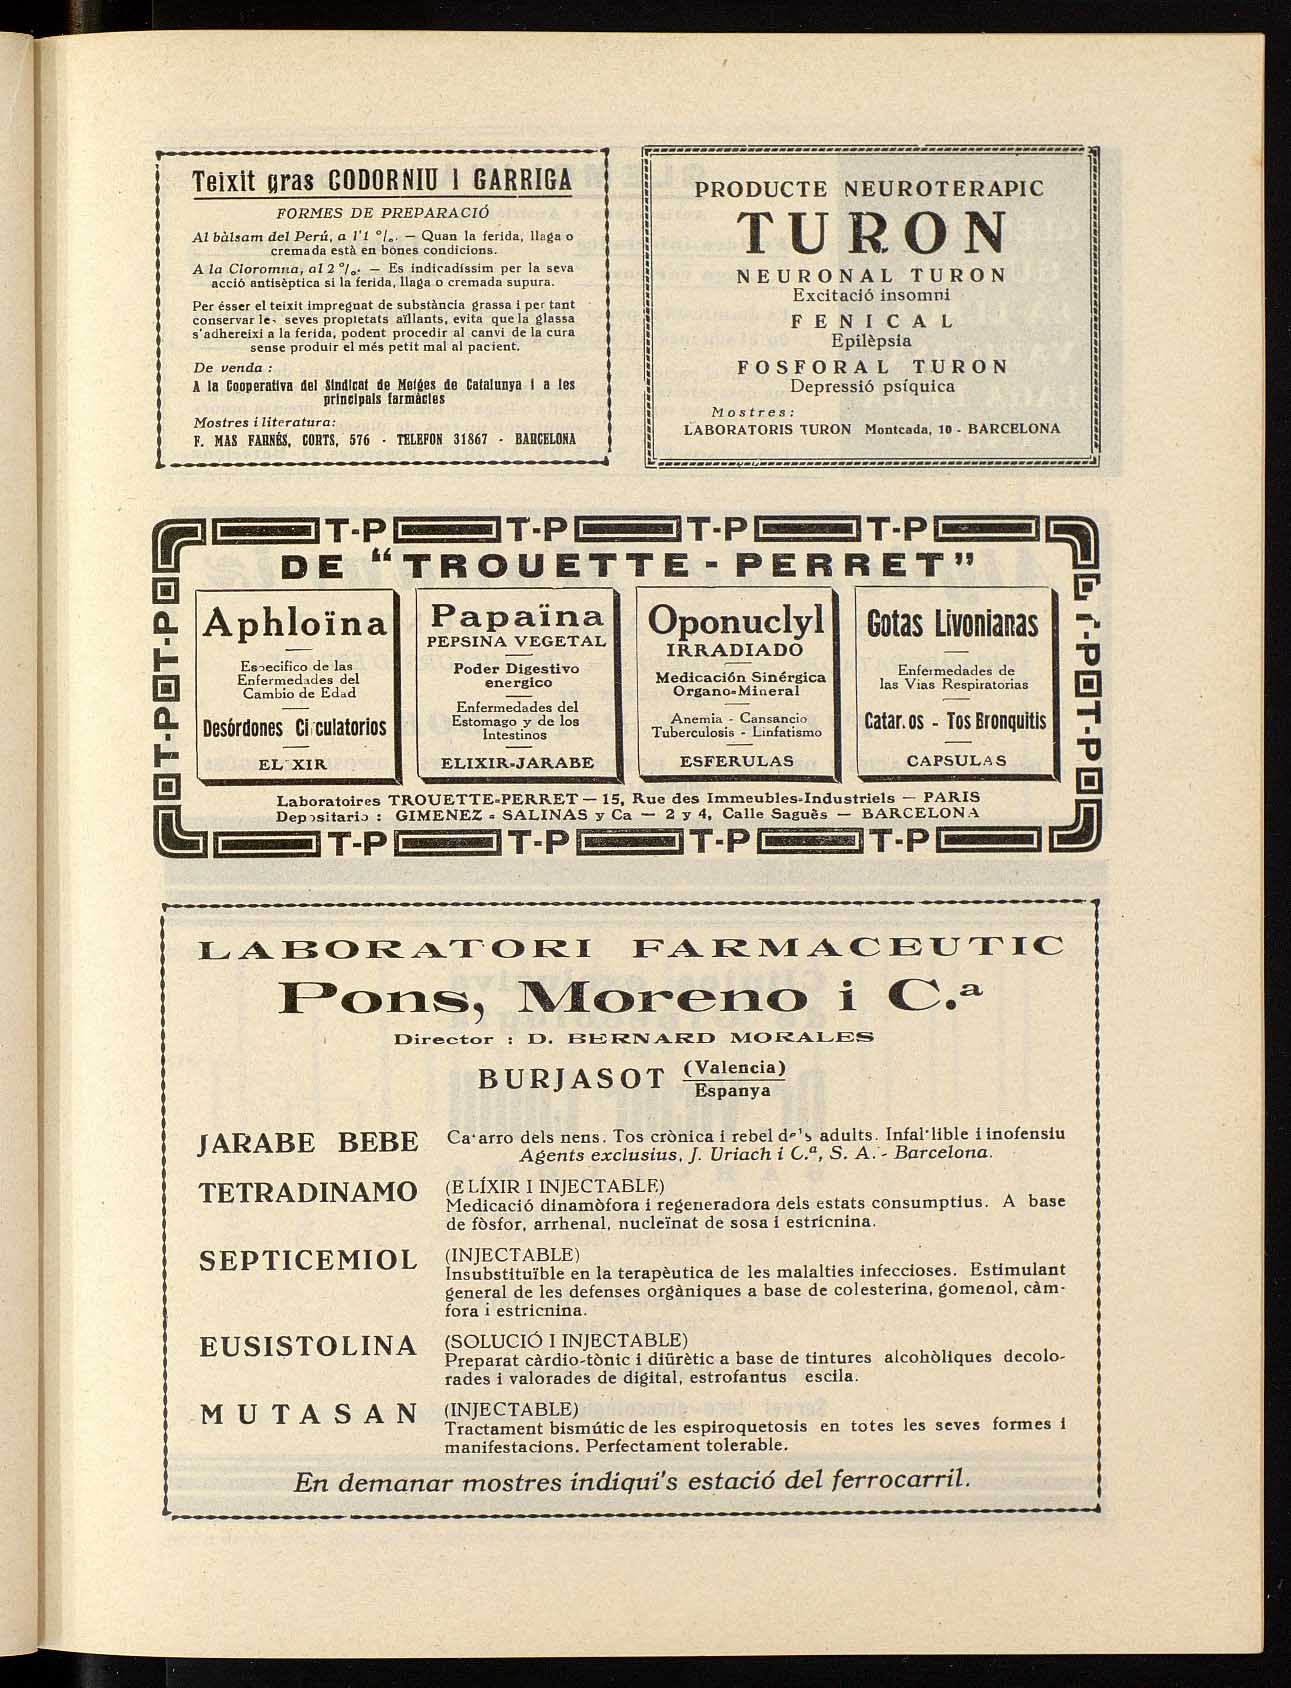 Teixit gras CODORNIU I GARRIGA
FORMES DE PREPARACIÓ
Al bàlsam del Perú, a l'1 °/₀. — Quan la ferida, llaga o
cremada està en bones condicions.
A la Cloromna, al 2 °/₀. — Es indicadíssim per la seva
acció antisèptica si la ferida, llaga o cremada supura.
Per ésser el teixit impregnat de substància grassa i per tant
conservar le seves propietats aïllants, evita que la glassa
s'adhereixi a la ferida, podent procedir al canvi de la cura
sense produir el més petit mal al pacient.
De venda :
A la Cooperativa del Sindicat de Metges de Catalunya i a les
principals farmàcies
Mostres i literatura:
F. MAS FARNÉS, CORTS, 576 - TELEFON 31867 - BARCELONA
PRODUCTE NEUROTERAPIC
TURON
NEURONAL TURON
Excitació insomni
FENICAL
Epilèpsia
FOSFORAL TURON
Depressió psíquica
Mostres:
LABORATORIS TURON Montcada, 10 - BARCELONA
T-P T-P T-P T-P
DE "TROUETTE-PERRET"
T-P T-P
Aphloïna
Especifico de las
Enfermedades del
Cambio de Edad
Desórdones Circulatorios
EL XIR
Papaïna
PEPSINA VEGETAL
Poder Digestivo
energico
Enfermedades del
Estomago y de los
Intestinos
ELIXIR-JARABE
Oponuclyl
IRRADIADO
Medicación Sinérgica
Organo-Mineral
Anemia - Cansancio
Tuberculosis - Linfatismo
ESFERULAS
Gotas Livonianas
Enfermedades de
las Vias Respiratorias
Catar.os - Tos Bronquitis
CAPSULAS
T-P T-P
Laboratoires TROUETTE-PERRET — 15, Rue des Immeubles-Industriels — PARIS
Depositario : GIMENEZ - SALINAS y Ca — 2 y 4, Calle Saguès — BARCELONA
T-P T-P T-P T-P
LABORATORI FARMACEUTIC
Pons, Moreno i C.ª
Director : D. BERNARD MORALES
BURJASOT (Valencia)
Espanya
JARABE BEBE Ca'arro dels nens. Tos crònica i rebel dels adults. Infal·lible i inofensiu
Agents exclusius, J. Uriach i C.ª, S. A. - Barcelona.
TETRADINAMO (ELÍXIR I INJECTABLE)
Medicació dinamòfora i regeneradora dels estats consumptius. A base
de fòsfor, arrhenal, nucleïnat de sosa i estricnina.
SEPTICEMIOL (INJECTABLE)
Insubstituïble en la terapèutica de les malalties infeccioses. Estimulant
general de les defenses orgàniques a base de colesterina, gomenol, càm-
fora i estricnina.
EUSISTOLINA (SOLUCIÓ I INJECTABLE)
Preparat càrdio-tònic i diürètic a base de tintures alcohòliques decolo-
rades i valorades de digital, estrofantus escila.
MUTASAN (INJECTABLE)
Tractament bismútic de les espiroquetosis en totes les seves formes i
manifestacions. Perfectament tolerable.
En demanar mostres indiqui's estació del ferrocarril.